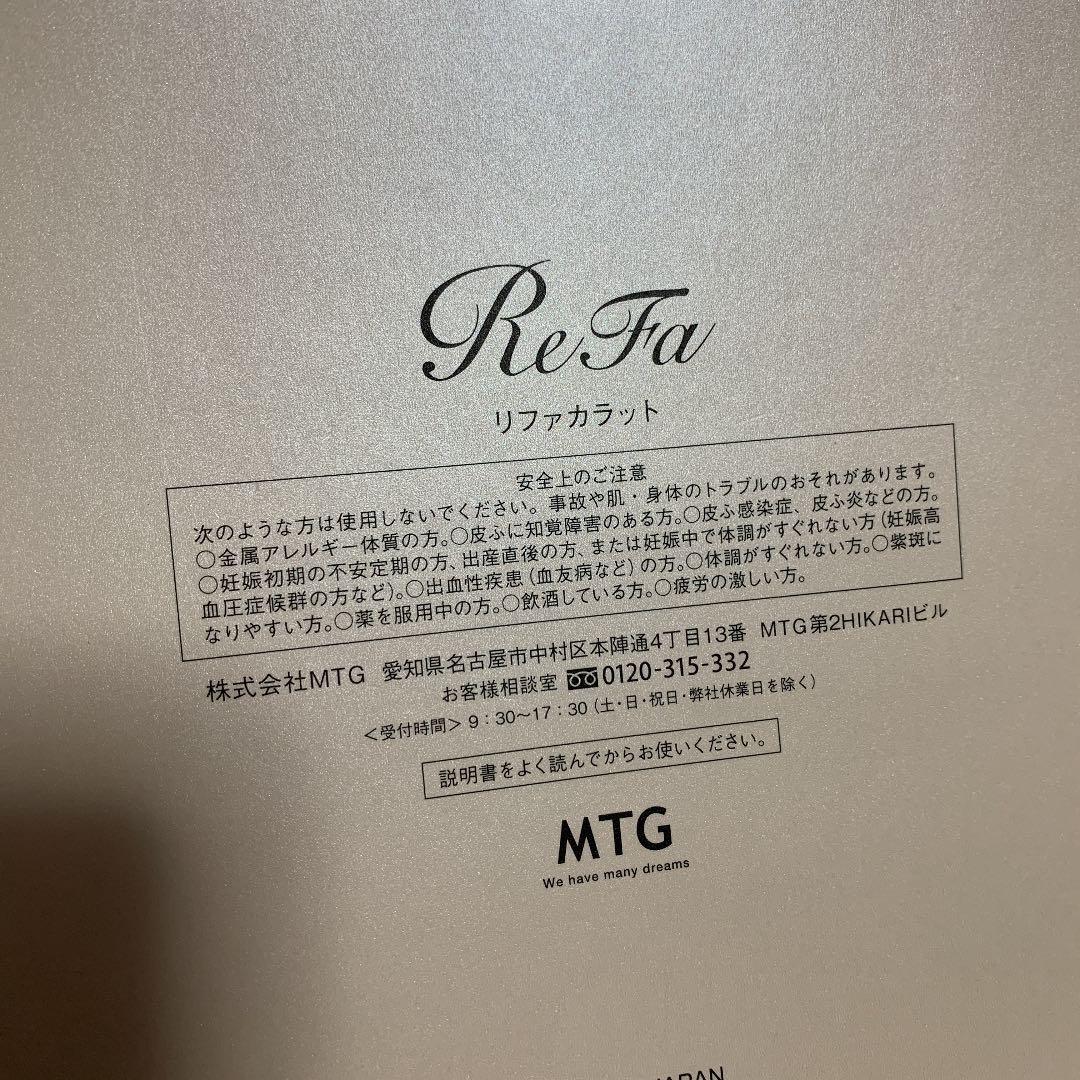 ReFa
リファカラット
安全上のご注意
次のような方は使用しないでください。事故や肌・身体のトラブルのおそれがあります。
○金属アレルギー体質の方。○皮ふに知覚障害のある方。○皮ふ感染症、皮ふ炎などの方。
○妊娠初期の不安定期の方、出産直後の方、または妊娠中で体調がすぐれない方（妊娠高
血圧症候群の方など）。○出血性疾患（血友病など）の方。○体調がすぐれない方。○紫斑に
なりやすい方。○薬を服用中の方。○飲酒している方。○疲労の激しい方。
株式会社MTG 愛知県名古屋市中村区本陣通4丁目13番 MTG第2HIKARIビル
お客様相談室 0120-315-332
＜受付時間＞9：30〜17：30（土・日・祝日・弊社休業日を除く）
説明書をよく読んでからお使いください。
MTG
We have many dreams
JAPAN